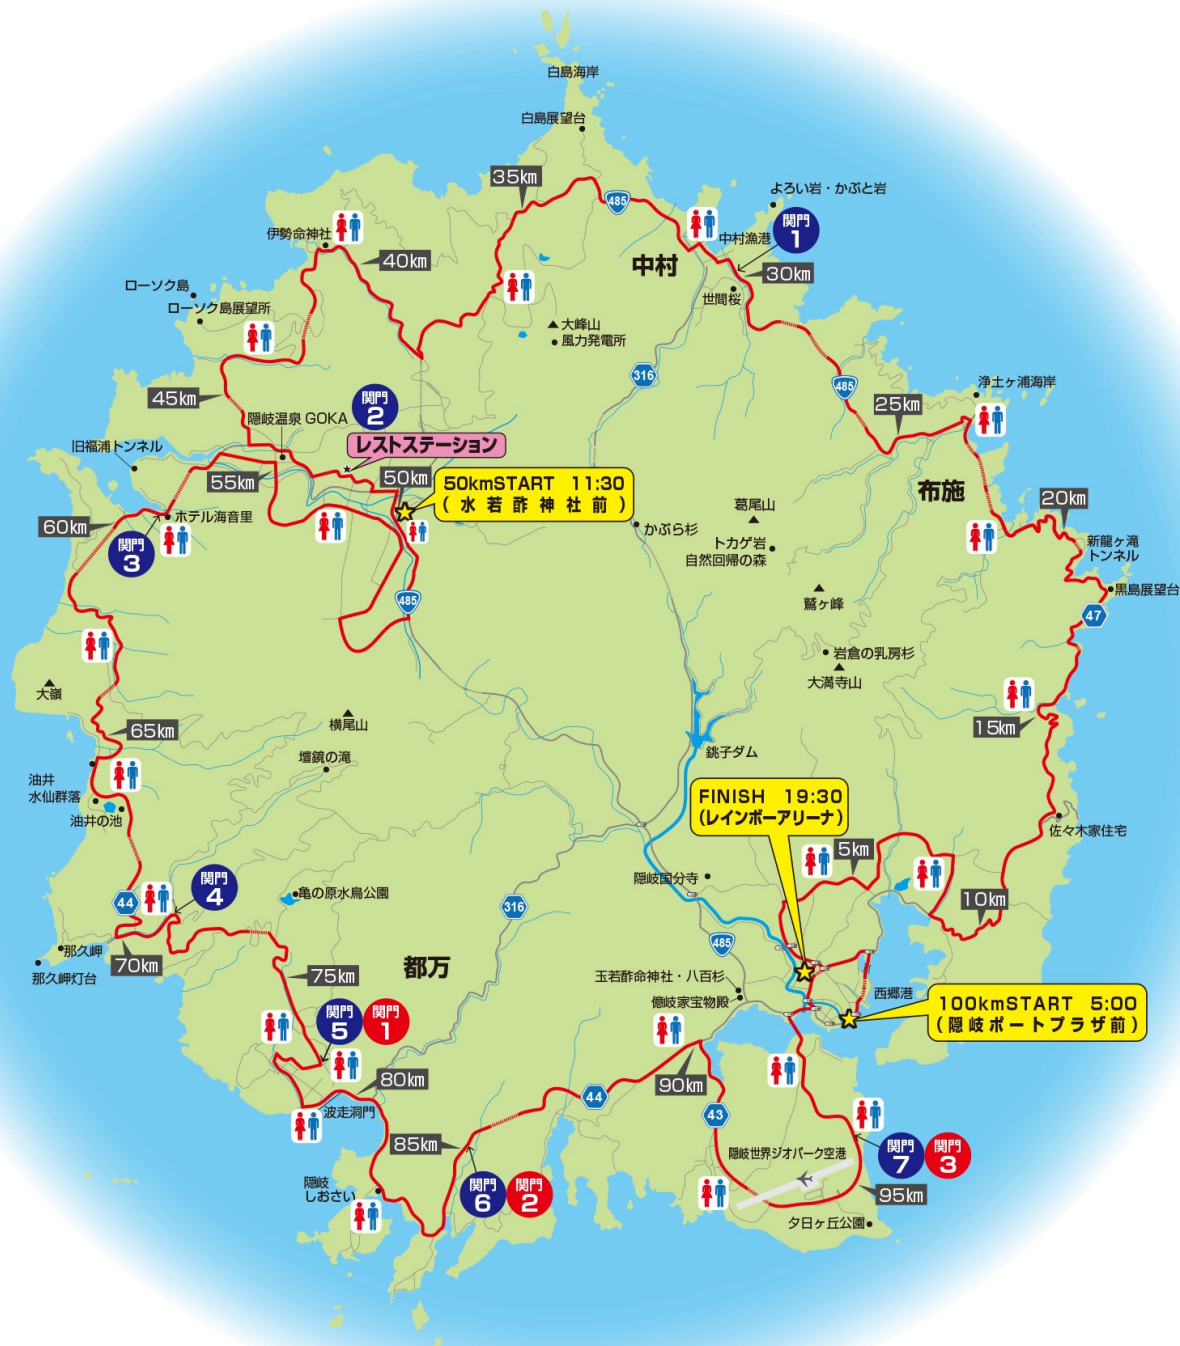 白島海岸
白島展望台
35km
485
よろい岩・かぶと岩
関門
1
中村漁港
伊勢命神社
40km
中村
30km
世間桜
ローソク島
ローソク島展望所
大峰山
風力発電所
316
485
浄土ヶ浦海岸
45km
関門
2
25km
隠岐温泉 GOKA
レストステーション
旧福浦トンネル
55km
50km
50kmSTART 11:30
(水若酢神社前)
布施
20km
葛尾山
かぶら杉
トカゲ岩
自然回帰の森
新龍ヶ滝
トンネル
60km
ホテル海音里
関門
3
黒島展望台
鷲ヶ峰
47
485
岩倉の乳房杉
大満寺山
大嶺
15km
横尾山
65km
壇鏡の滝
銚子ダム
油井
水仙群落
油井の池
FINISH 19:30
(レインボーアリーナ)
佐々木家住宅
5km
隠岐国分寺
関門
4
亀の原水鳥公園
44
316
10km
485
那久岬
那久岬灯台
70km
都万
75km
玉若酢命神社・八百杉
億岐家宝物殿
西郷港
100kmSTART 5:00
(隠岐ポートプラザ前)
関門
5
関門
1
80km
90km
44
43
波走洞門
85km
隠岐世界ジオパーク空港
関門
7
関門
3
隠岐
しおさい
関門
6
関門
2
95km
夕日ヶ丘公園